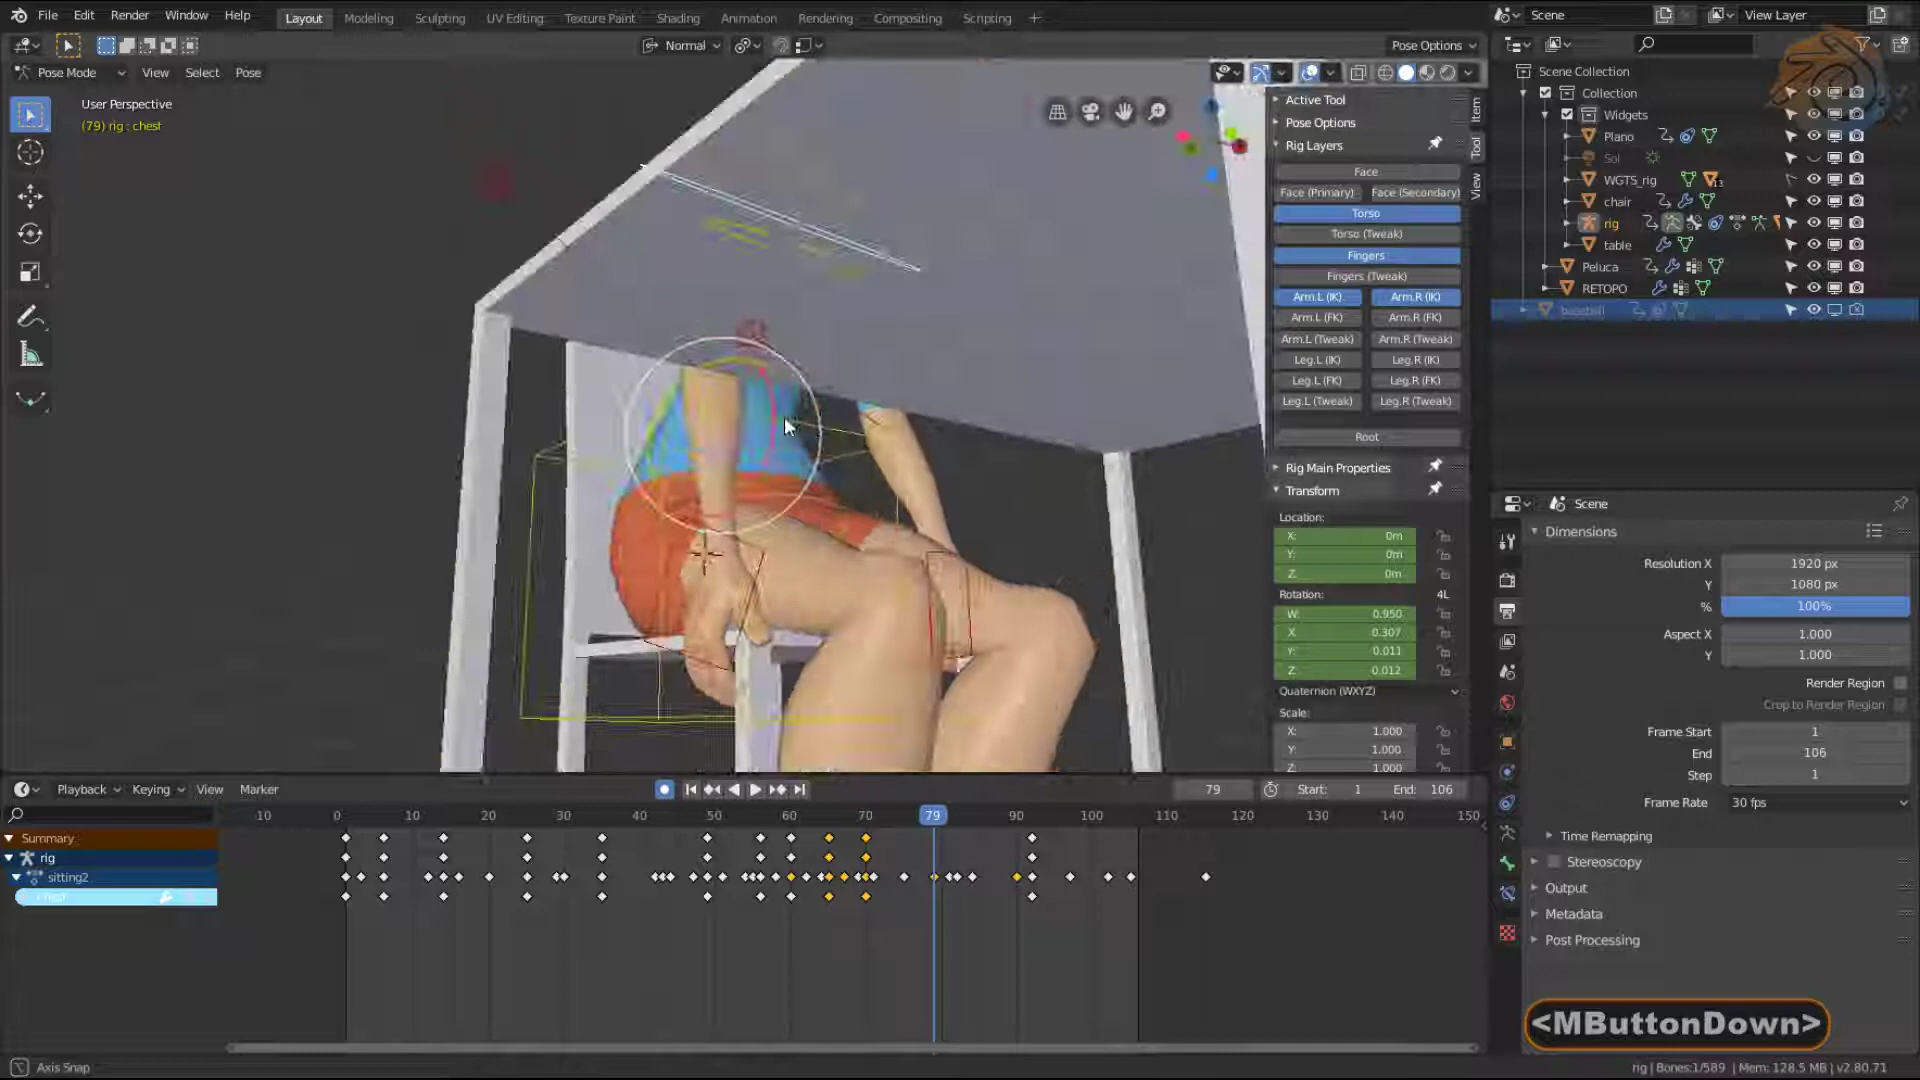 File Edit Render Window Help
Layout Modeling Sculpting UV Editing Texture Paint Shading Animation Rendering Compositing Scripting +
Scene
View Layer
Normal
Pose Options
Pose Mode View Select Pose
User Perspective
(79) rig : chest
Active Tool
Pose Options
Rig Layers
Face
Face (Primary) Face (Secondary)
Torso
Torso (Tweak)
Fingers
Fingers (Tweak)
Arm.L (IK) Arm.R (IK)
Arm.L (FK) Arm.R (FK)
Arm.L (Tweak) Arm.R (Tweak)
Leg.L (IK) Leg.R (IK)
Leg.L (FK) Leg.R (FK)
Leg.L (Tweak) Leg.R (Tweak)
Root
Rig Main Properties
Transform
Location:
X: 0m
Y: 0m
Z: 0m
Rotation: 4L
W: 0.950
X 0.307
Y: 0.011
Z: 0.012
Quaternion (WXYZ)
Scale:
X: 1.000
Y: 1.000
Z: 1.000
Item
Tool
View
Scene Collection
Collection
Widgets
Plano
Sol
WGTS_rig 13
chair
rig
table
Peluca
RETOPO
baseball
Scene
Dimensions
Resolution X 1920 px
Y 1080 px
% 100%
Aspect X 1.000
Y 1.000
Render Region
Crop to Render Region
Frame Start 1
End 106
Step 1
Frame Rate 30 fps
Time Remapping
Stereoscopy
Output
Metadata
Post Processing
Playback Keying View Marker
79 Start: 1 End: 106
-10 0 10 20 30 40 50 60 70 79 90 100 110 120 130 140 150
Summary
rig
sitting2
<MButtonDown>
Axis Snap
rig | Bones:1/589 | Mem: 128.5 MB | v2.80.71